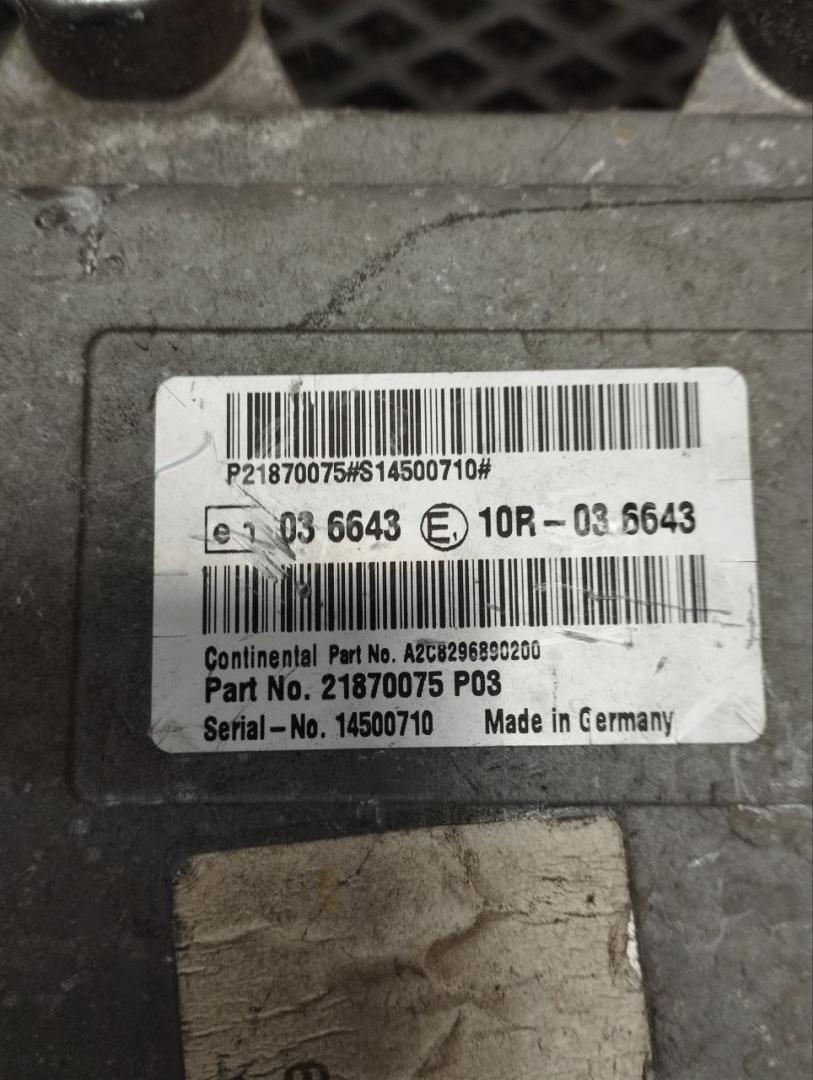 P21870075#S14500710#
e1 03 6643 E1 10R-03 6643
Continental Part No. A2C8296890200
Part No. 21870075 P03
Serial-No. 14500710 Made in Germany